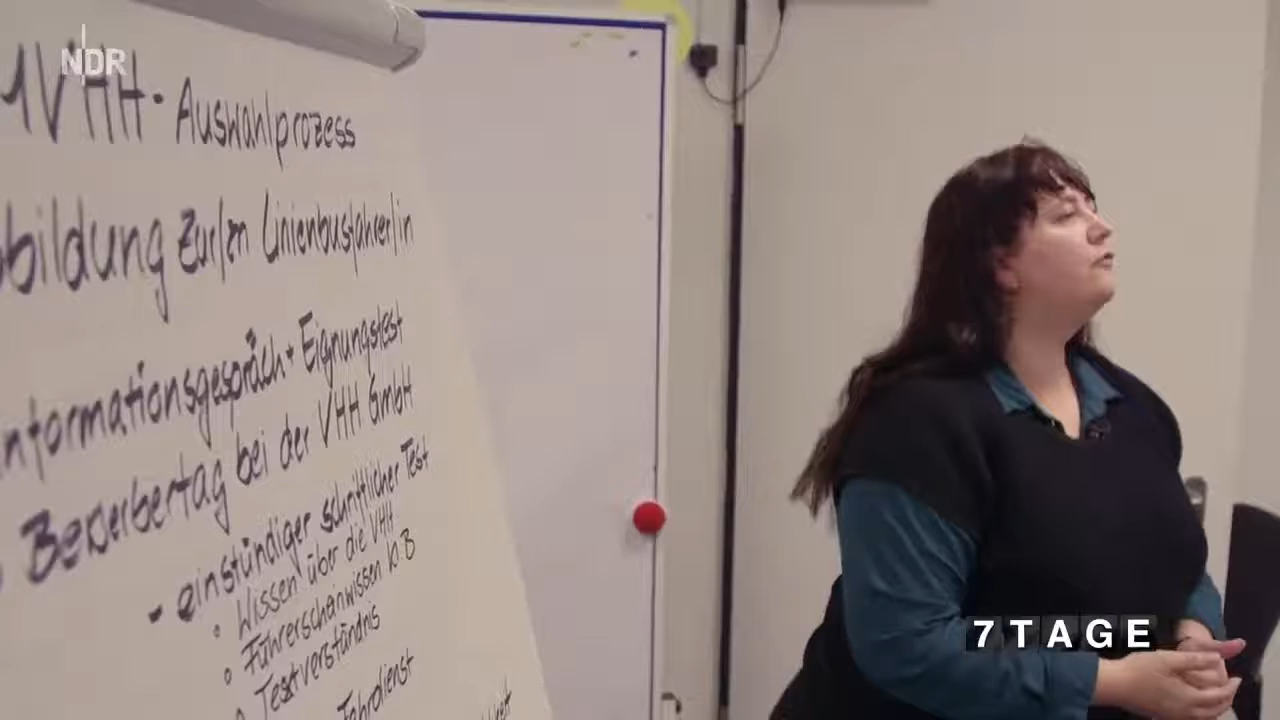 NDR
VHH - Auswahlprozess
bildung zur/m Linienbusfahrer/in
Informationsgespräch + Eignungstest
Bewerbertag bei der VHH GmbH
- einstündiger schriftlicher Test
• Wissen über die VHH
• Führerscheinwissen Kl. B
• Textverständnis
Fahrdienst
7 TAGE